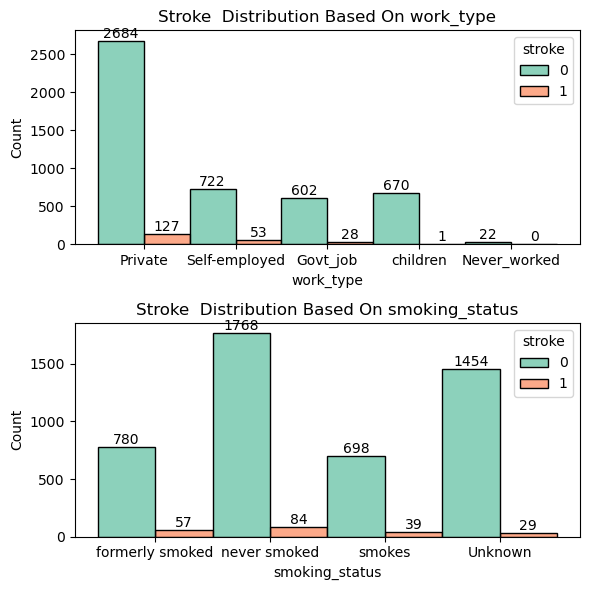 Stroke  Distribution Based On work_type
2684
2500
2000
1500
1000
500
0
Count
722
602
670
127
53
28
1
22
0
stroke
0
1
Private
Self-employed
Govt_job
children
Never_worked
work_type
Stroke  Distribution Based On smoking_status
1768
1500
1000
500
0
Count
780
1454
698
57
84
39
29
stroke
0
1
formerly smoked
never smoked
smokes
Unknown
smoking_status